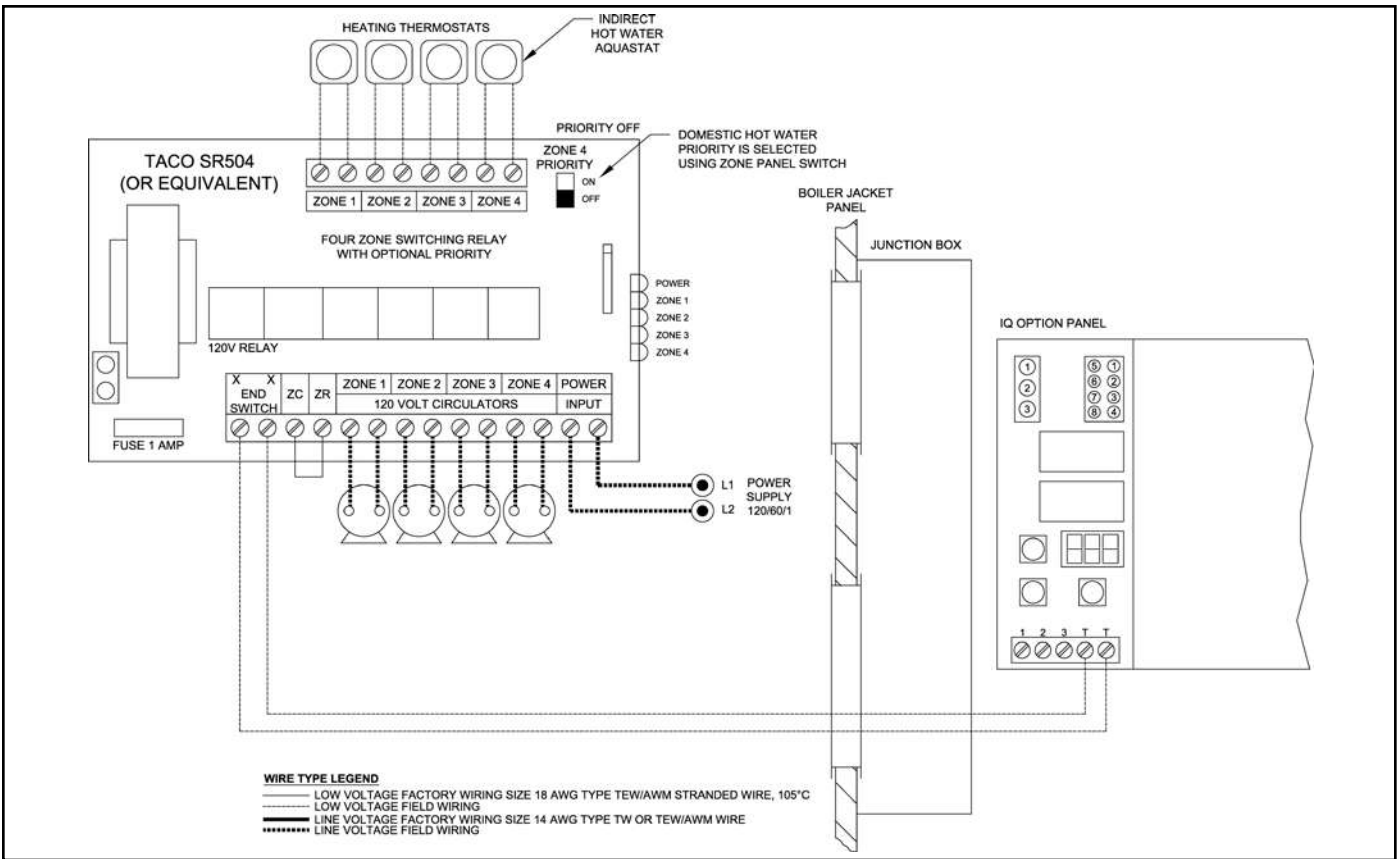 HEATING THERMOSTATS
INDIRECT
HOT WATER
AQUASTAT
TACO SR504
(OR EQUIVALENT)
PRIORITY OFF
ZONE 4
PRIORITY
ON
OFF
DOMESTIC HOT WATER
PRIORITY IS SELECTED
USING ZONE PANEL SWITCH
ZONE 1 ZONE 2 ZONE 3 ZONE 4
FOUR ZONE SWITCHING RELAY
WITH OPTIONAL PRIORITY
BOILER JACKET
PANEL
JUNCTION BOX
POWER
ZONE 1
ZONE 2
ZONE 3
ZONE 4
120V RELAY
X X
END
SWITCH
ZC ZR
ZONE 1 ZONE 2 ZONE 3 ZONE 4 POWER
120 VOLT CIRCULATORS INPUT
FUSE 1 AMP
L1 POWER
SUPPLY
L2 120/60/1
IQ OPTION PANEL
1
2
3
5 1
6 2
7 3
8 4
1 2 3 T T
WIRE TYPE LEGEND
LOW VOLTAGE FACTORY WIRING SIZE 18 AWG TYPE TEW/AWM STRANDED WIRE, 105°C
LOW VOLTAGE FIELD WIRING
LINE VOLTAGE FACTORY WIRING SIZE 14 AWG TYPE TW OR TEW/AWM WIRE
LINE VOLTAGE FIELD WIRING